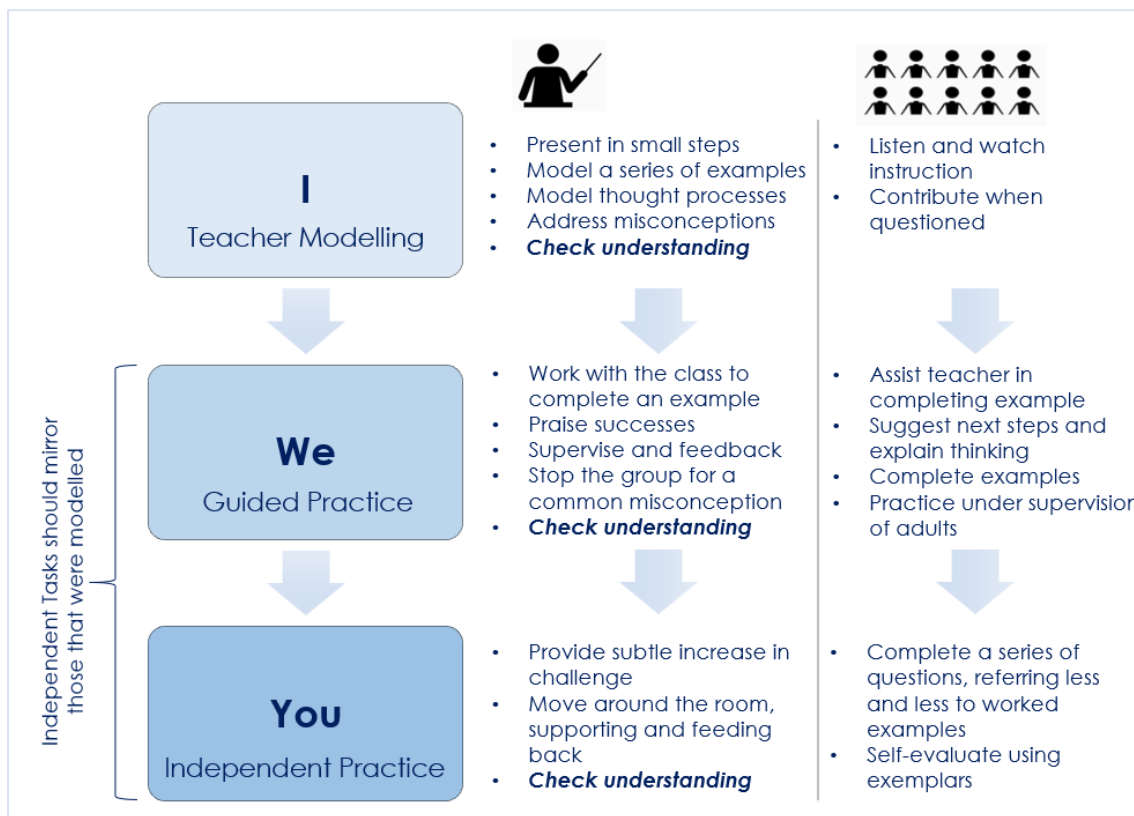 I
Teacher Modelling
• Present in small steps
• Model a series of examples
• Model thought processes
• Address misconceptions
• Check understanding
• Listen and watch
instruction
• Contribute when
questioned
Independent Tasks should mirror
those that were modelled
We
Guided Practice
• Work with the class to
complete an example
• Praise successes
• Supervise and feedback
• Stop the group for a
common misconception
• Check understanding
• Assist teacher in
completing example
• Suggest next steps and
explain thinking
• Complete examples
• Practice under supervision
of adults
You
Independent Practice
• Provide subtle increase in
challenge
• Move around the room,
supporting and feeding
back
• Check understanding
• Complete a series of
questions, referring less
and less to worked
examples
• Self-evaluate using
exemplars